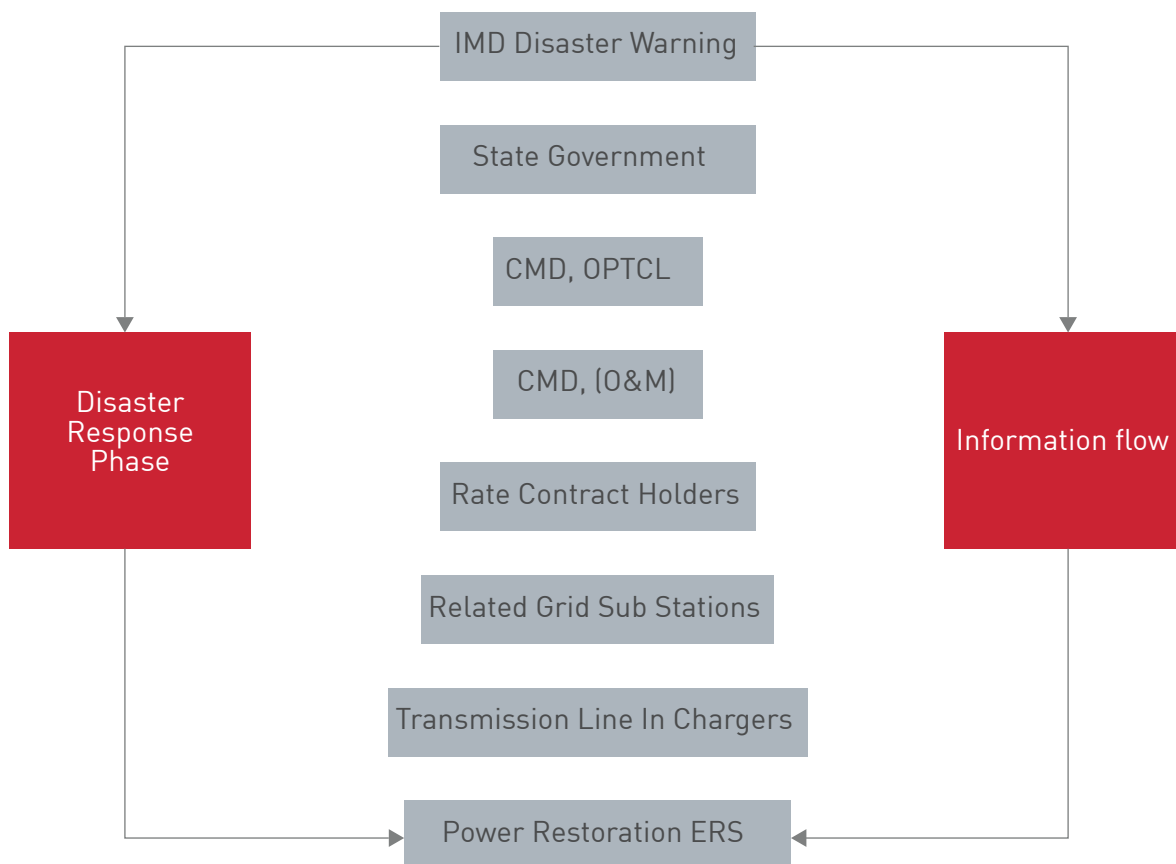 IMD Disaster Warning
State Government
CMD, OPTCL
CMD, (O&M)
Disaster
Response
Phase
Information flow
Rate Contract Holders
Related Grid Sub Stations
Transmission Line In Chargers
Power Restoration ERS